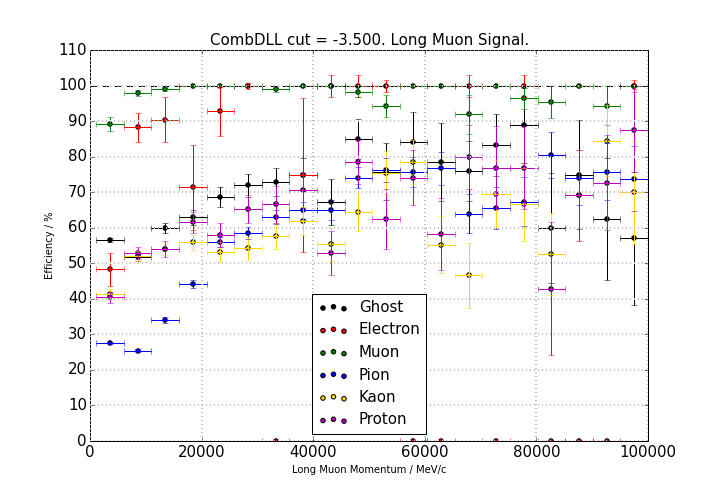 CombDLL cut = -3.500. Long Muon Signal.
110
100
90
80
70
60
50
40
30
20
10
0
Efficiency / %
Ghost
Electron
Muon
Pion
Kaon
Proton
0 20000 40000 60000 80000 100000
Long Muon Momentum / MeV/c